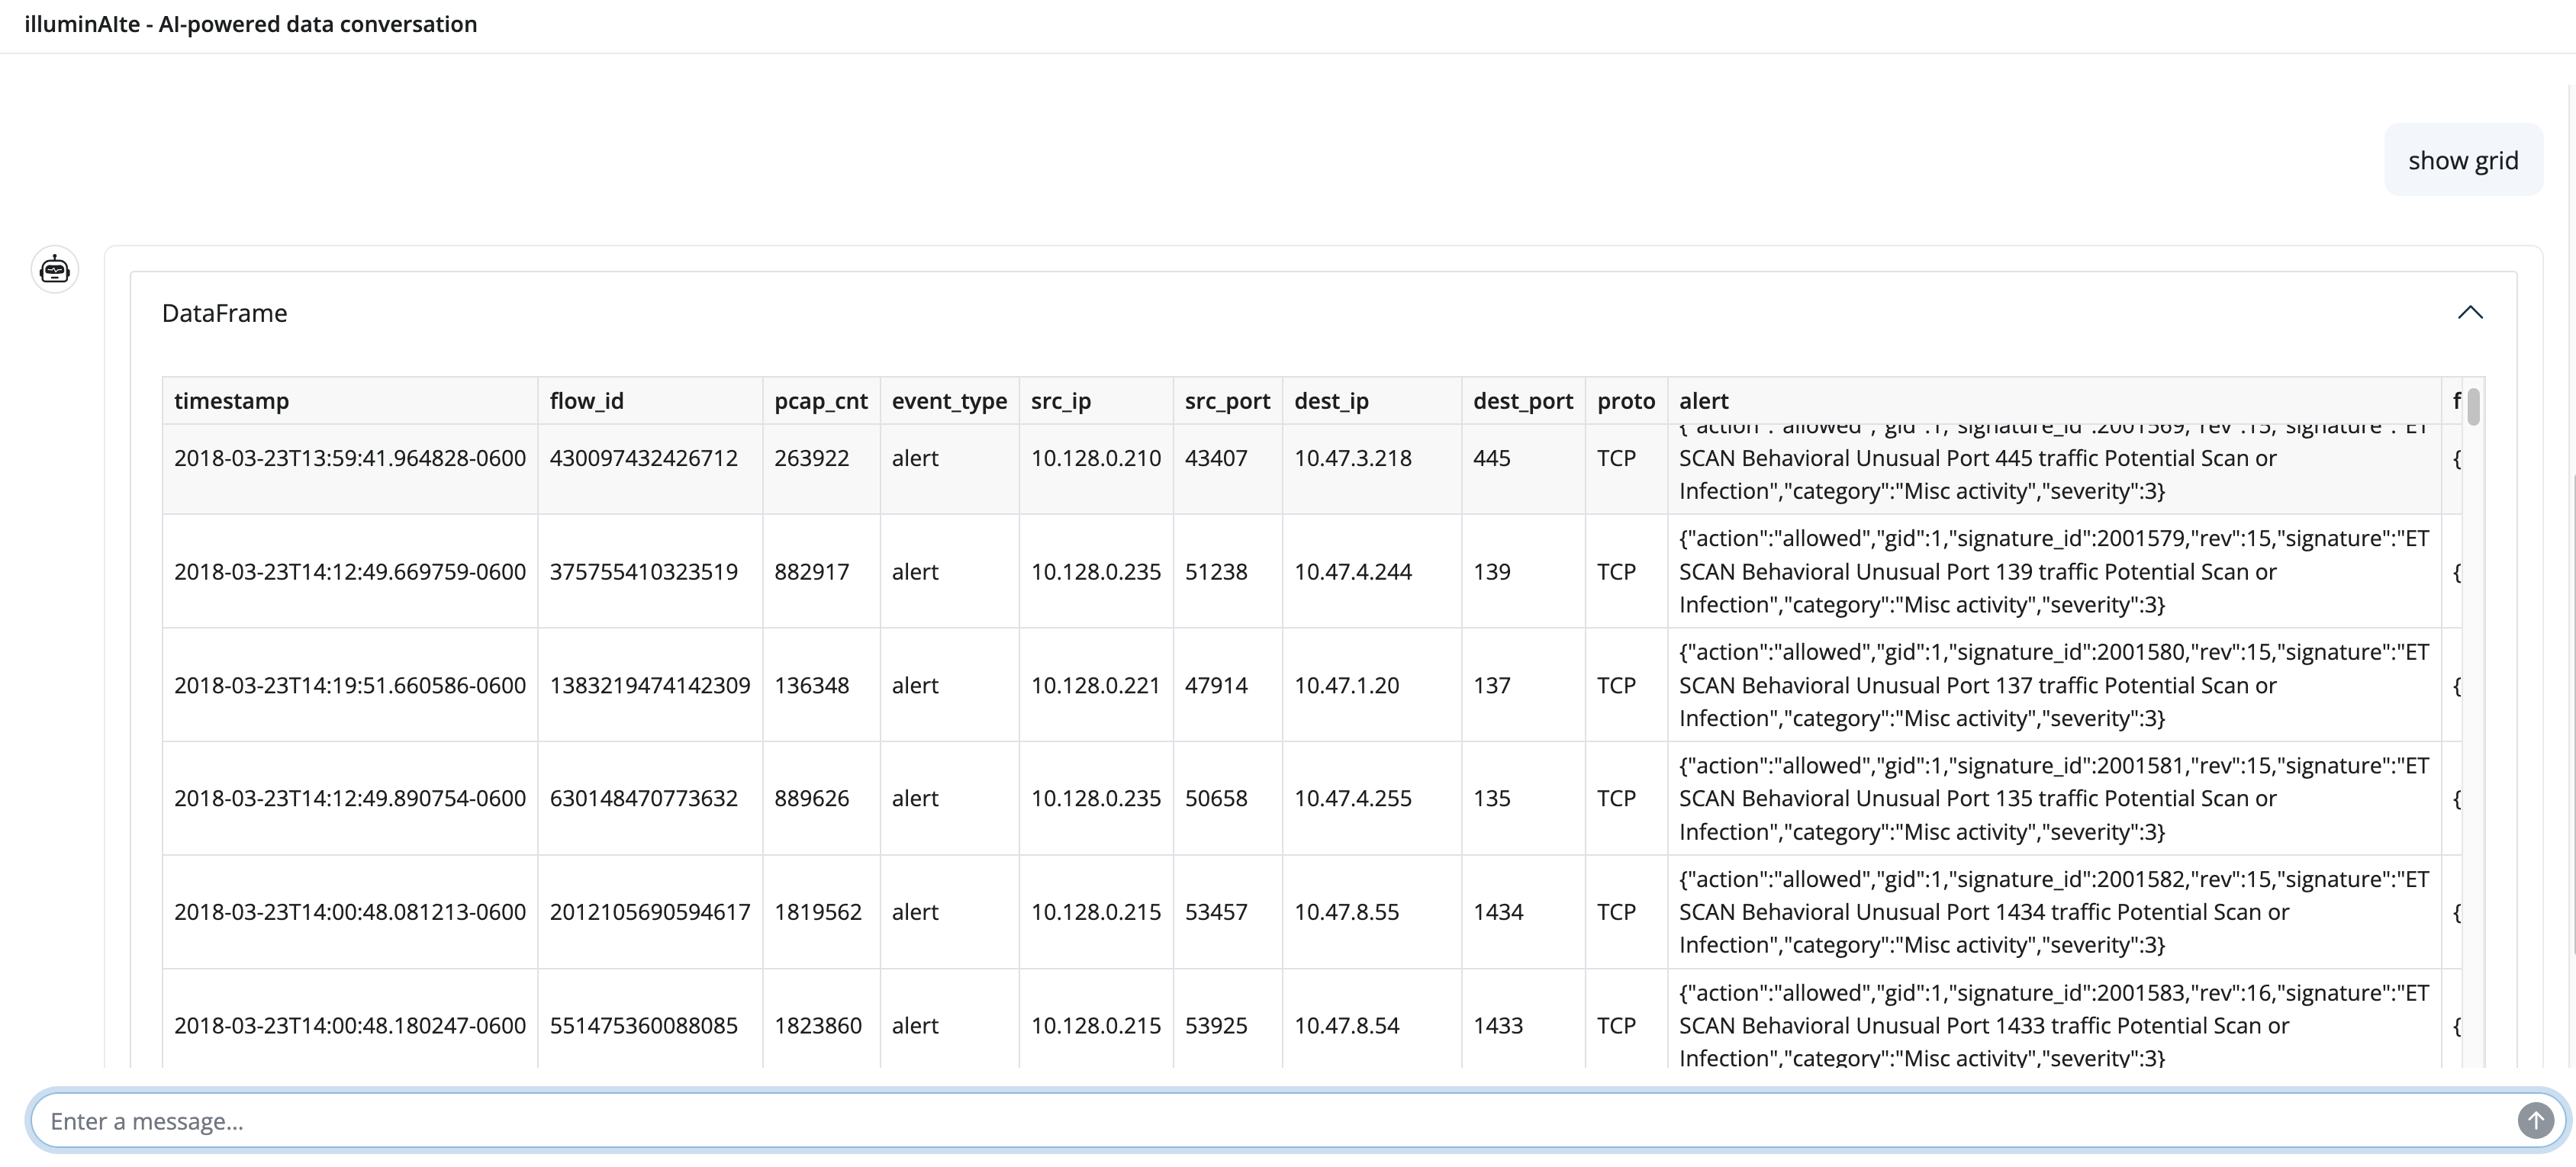 illuminAIte - AI-powered data conversation
show grid
DataFrame
timestamp flow_id pcap_cnt event_type src_ip src_port dest_ip dest_port proto alert f
{"action":"allowed","gid":1,"signature_id":2001569,"rev":15,"signature":"ET
2018-03-23T13:59:41.964828-0600 430097432426712 263922 alert 10.128.0.210 43407 10.47.3.218 445 TCP SCAN Behavioral Unusual Port 445 traffic Potential Scan or {
Infection","category":"Misc activity","severity":3}
{"action":"allowed","gid":1,"signature_id":2001579,"rev":15,"signature":"ET
2018-03-23T14:12:49.669759-0600 375755410323519 882917 alert 10.128.0.235 51238 10.47.4.244 139 TCP SCAN Behavioral Unusual Port 139 traffic Potential Scan or {
Infection","category":"Misc activity","severity":3}
{"action":"allowed","gid":1,"signature_id":2001580,"rev":15,"signature":"ET
2018-03-23T14:19:51.660586-0600 1383219474142309 136348 alert 10.128.0.221 47914 10.47.1.20 137 TCP SCAN Behavioral Unusual Port 137 traffic Potential Scan or {
Infection","category":"Misc activity","severity":3}
{"action":"allowed","gid":1,"signature_id":2001581,"rev":15,"signature":"ET
2018-03-23T14:12:49.890754-0600 630148470773632 889626 alert 10.128.0.235 50658 10.47.4.255 135 TCP SCAN Behavioral Unusual Port 135 traffic Potential Scan or {
Infection","category":"Misc activity","severity":3}
{"action":"allowed","gid":1,"signature_id":2001582,"rev":15,"signature":"ET
2018-03-23T14:00:48.081213-0600 2012105690594617 1819562 alert 10.128.0.215 53457 10.47.8.55 1434 TCP SCAN Behavioral Unusual Port 1434 traffic Potential Scan or {
Infection","category":"Misc activity","severity":3}
{"action":"allowed","gid":1,"signature_id":2001583,"rev":16,"signature":"ET
2018-03-23T14:00:48.180247-0600 551475360088085 1823860 alert 10.128.0.215 53925 10.47.8.54 1433 TCP SCAN Behavioral Unusual Port 1433 traffic Potential Scan or {
Infection","category":"Misc activity","severity":3}
Enter a message...